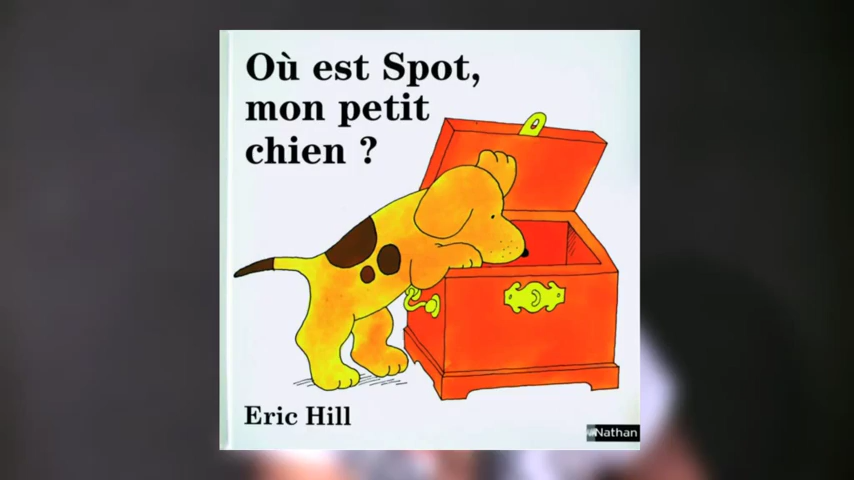 Où est Spot,
mon petit
chien ?
Eric Hill
Nathan